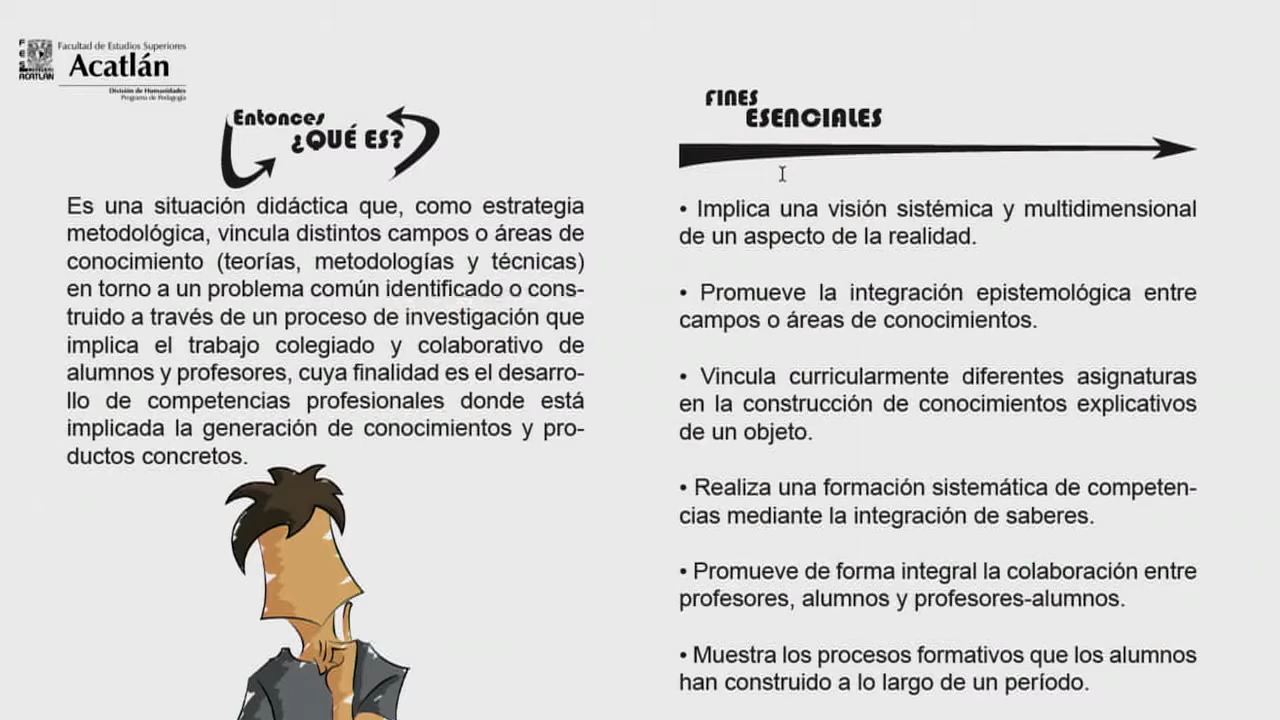 FES
ACATLÁN
Facultad de Estudios Superiores
Acatlán
División de Humanidades
Programa de Pedagogía
Entonces
¿QUÉ ES?
Es una situación didáctica que, como estrategia
metodológica, vincula distintos campos o áreas de
conocimiento (teorías, metodologías y técnicas)
en torno a un problema común identificado o cons-
truido a través de un proceso de investigación que
implica el trabajo colegiado y colaborativo de
alumnos y profesores, cuya finalidad es el desarro-
llo de competencias profesionales donde está
implicada la generación de conocimientos y pro-
ductos concretos.
FINES
ESENCIALES
• Implica una visión sistémica y multidimensional
de un aspecto de la realidad.
• Promueve la integración epistemológica entre
campos o áreas de conocimientos.
• Vincula curricularmente diferentes asignaturas
en la construcción de conocimientos explicativos
de un objeto.
• Realiza una formación sistemática de competen-
cias mediante la integración de saberes.
• Promueve de forma integral la colaboración entre
profesores, alumnos y profesores-alumnos.
• Muestra los procesos formativos que los alumnos
han construido a lo largo de un período.